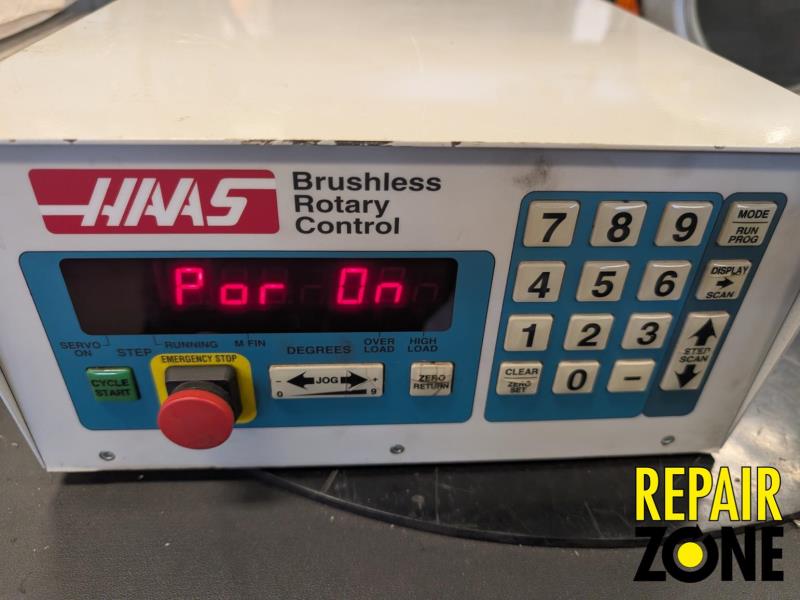 HAAS
Brushless
Rotary
Control
Por On
SERVO ON
STEP
RUNNING
M FIN
DEGREES
OVER LOAD
HIGH LOAD
EMERGENCY STOP
CYCLE START
- JOG +
0 9
ZERO RETURN
7 8 9
MODE
RUN PROG
4 5 6
DISPLAY
SCAN
1 2 3
STEP SCAN
CLEAR
ZERO SET
0 -
REPAIR
ZONE